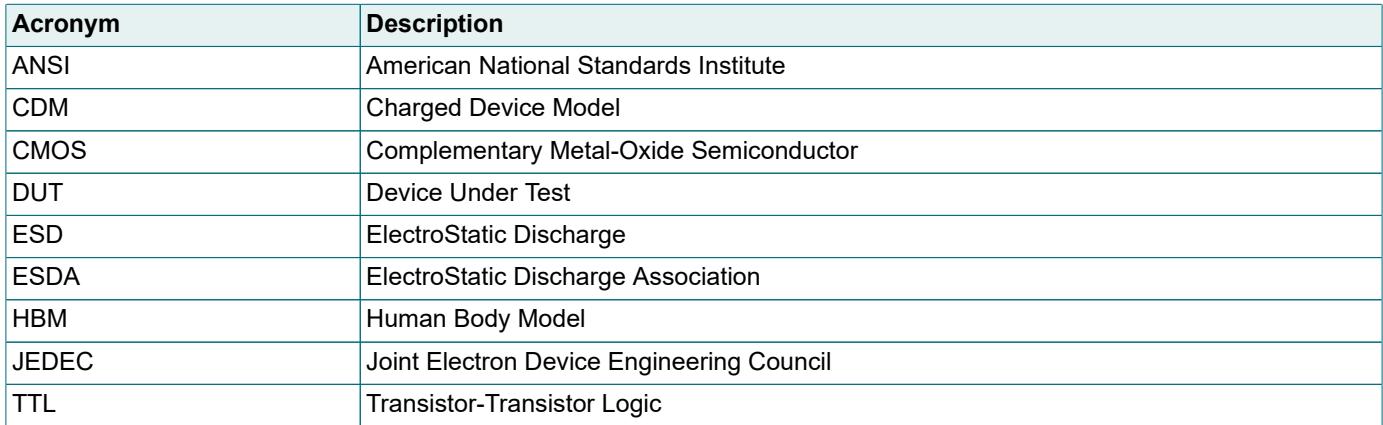 Acronym Description
ANSI American National Standards Institute
CDM Charged Device Model
CMOS Complementary Metal-Oxide Semiconductor
DUT Device Under Test
ESD ElectroStatic Discharge
ESDA ElectroStatic Discharge Association
HBM Human Body Model
JEDEC Joint Electron Device Engineering Council
TTL Transistor-Transistor Logic